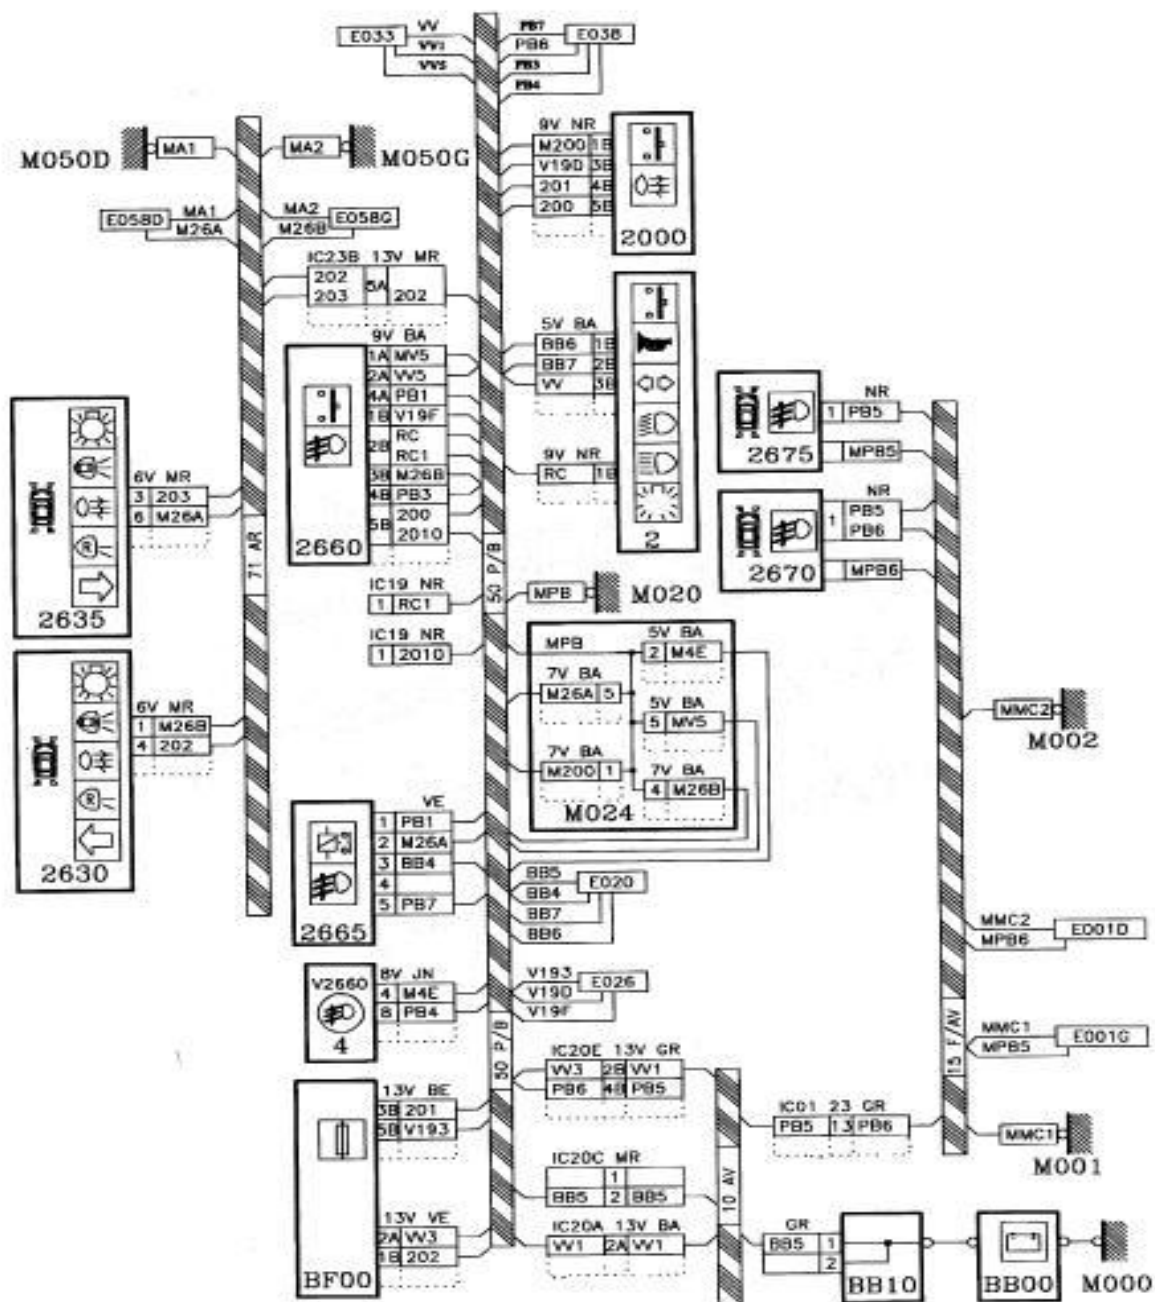 E033
VV
VV1
VV5
PB7
PB6
PB3
PB4
E038
M050D
MA1
MA2
M050G
E058D
MA1
M26A
MA2
M26B
E058G
9V NR
M200 1B
V19D 3B
201 4B
200 5B
2000
IC23B 13V MR
202
203
5A
202
5V BA
BB6 1B
BB7 2B
VV 3B
9V NR
RC 1B
2
9V BA
1A MV5
2A VV5
4A PB1
1B V19F
2B
RC
RC1
3B M26B
4B PB3
5B
200
2010
2660
NR
1 PB5
MPB5
2675
NR
1
PB5
PB6
MPB6
2670
6V MR
3 203
6 M26A
2635
71 AR
50 P/B
IC19 NR
1 RC1
IC19 NR
1 2010
MPB
M020
MPB
5V BA
2 M4E
7V BA
M26A 5
5V BA
5 MV5
7V BA
M200 1
7V BA
4 M26B
M024
6V MR
1 M26B
4 202
2630
MMC2
M002
VE
1 PB1
2 M26A
3 BB4
4
5 PB7
2665
BB5
BB4
BB7
BB6
E020
MMC2
MPB6
E001D
V2660
4
8V JN
4 M4E
8 PB4
V193
V19D
V19F
E026
15 F/AV
MMC1
MPB5
E001G
50 P/B
IC20E 13V GR
VV3 2B VV1
PB6 4B PB5
13V BE
3B 201
5B V193
IC01 23 GR
PB5 13 PB6
MMC1
M001
IC20C MR
1
BB5 2 BB5
10 AV
13V VE
2A VV3
1B 202
BF00
IC20A 13V BA
VV1 2A VV1
GR
BB5 1
2
BB10
BB00
M000